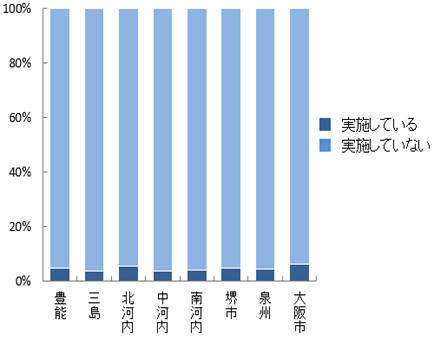 100%
80%
60%
40%
20%
0%
実施している
実施していない
豊能
三島
北河内
中河内
南河内
堺市
泉州
大阪市